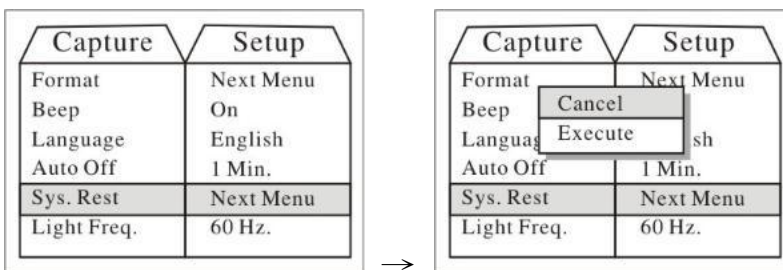 Capture Setup
Format Next Menu
Beep On
Language English
Auto Off 1 Min.
Sys. Rest Next Menu
Light Freq. 60 Hz.
→
Capture Setup
Format Next Menu
Beep Cancel
Languag Execute sh
Auto Off 1 Min.
Sys. Rest Next Menu
Light Freq. 60 Hz.